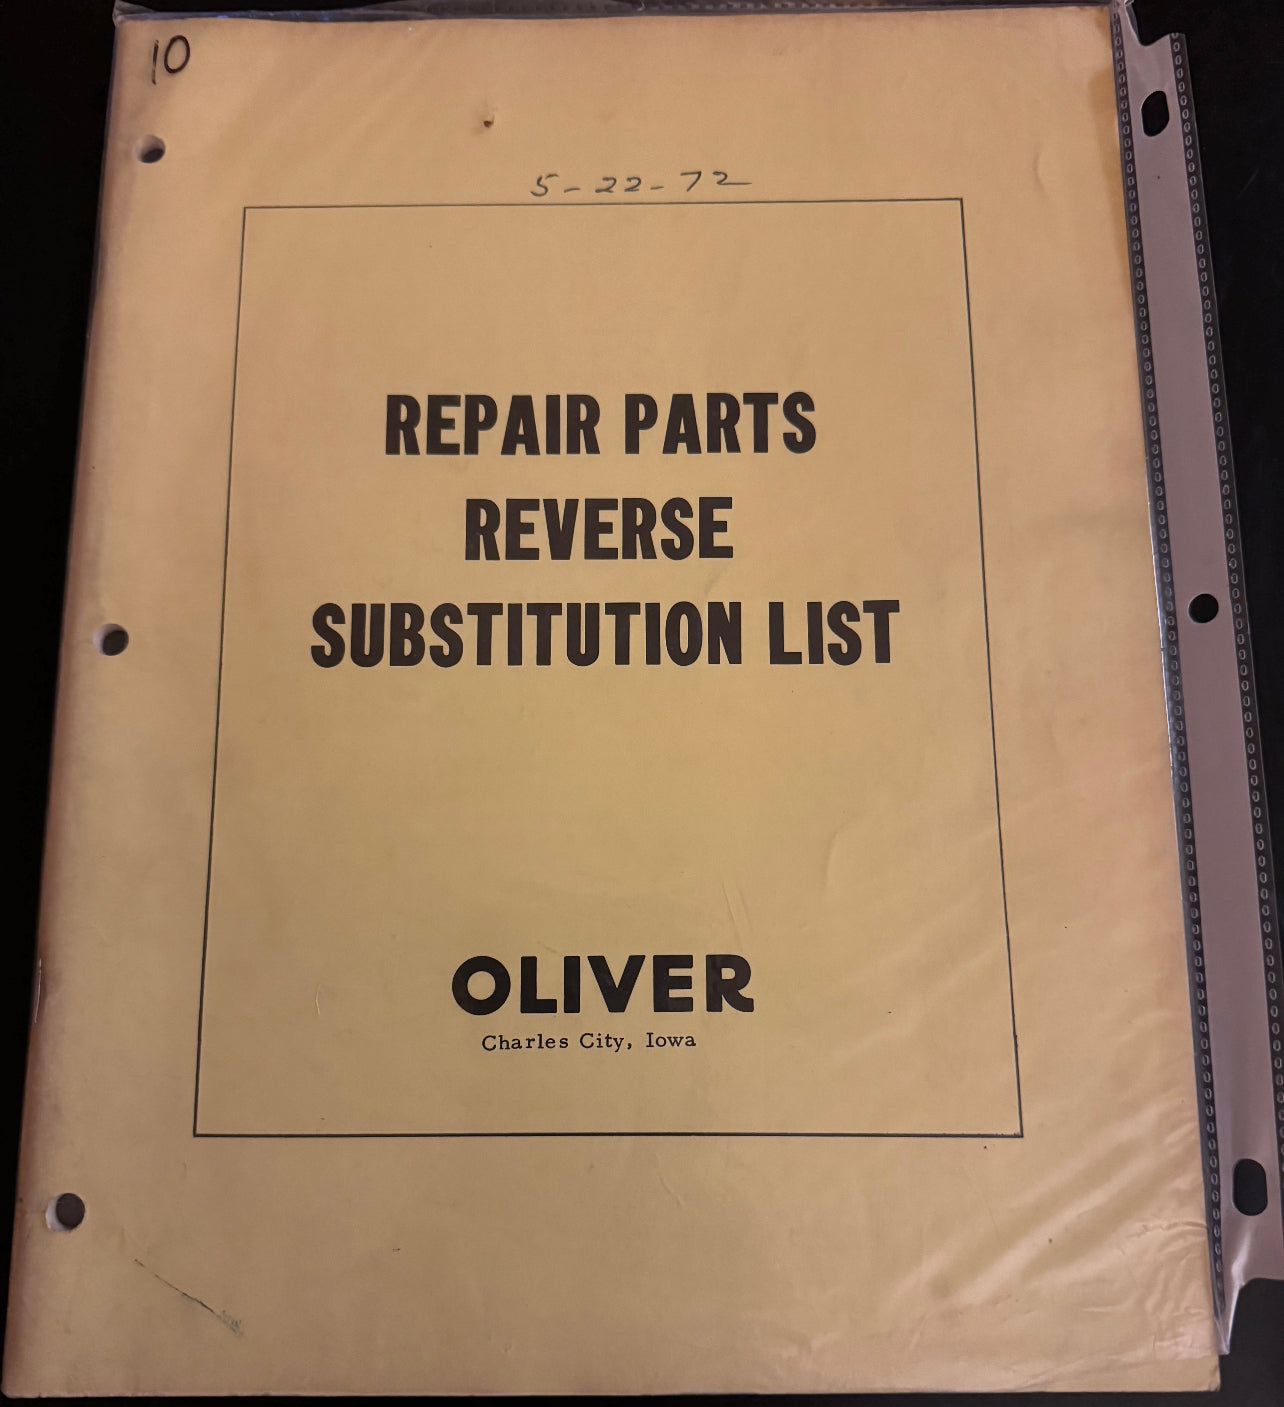 10
5-22-72
REPAIR PARTS
REVERSE
SUBSTITUTION LIST
OLIVER
Charles City, Iowa